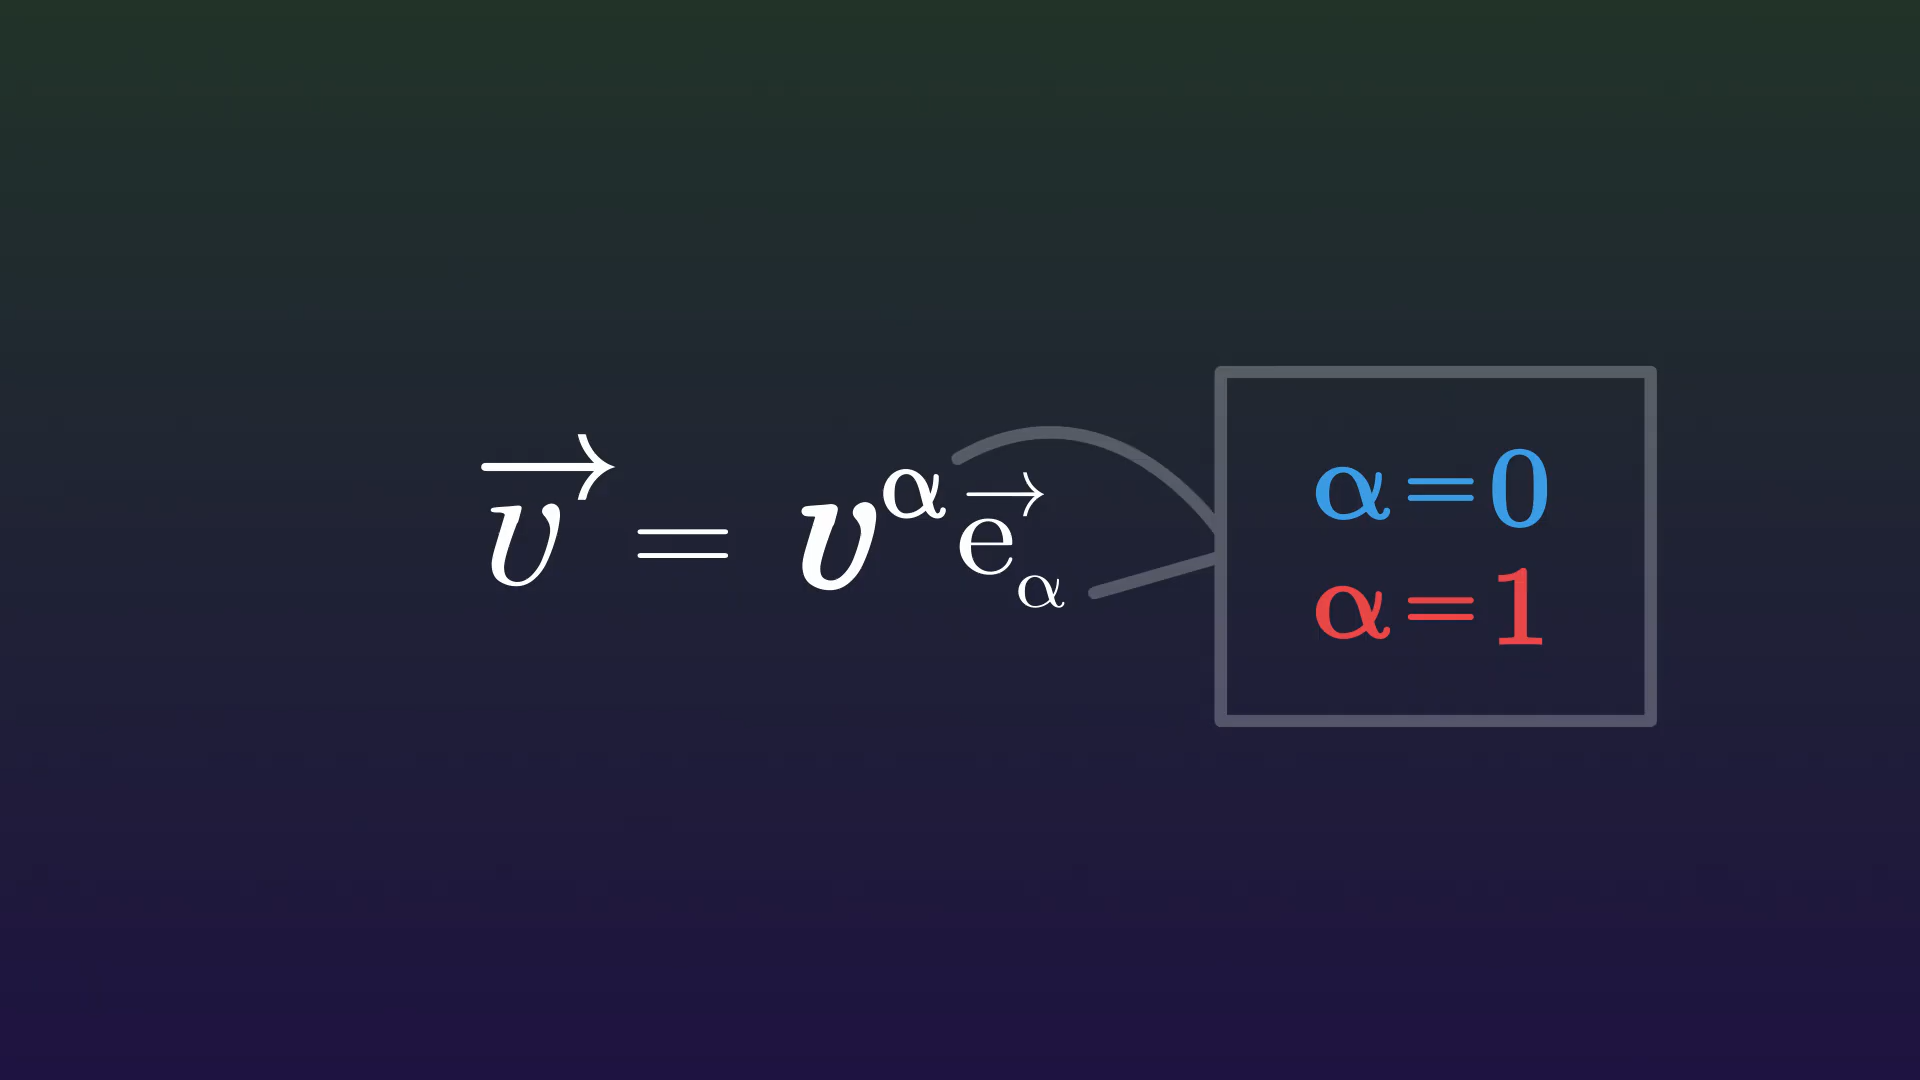 v⃗ = v^α e⃗_α
α=0
α=1